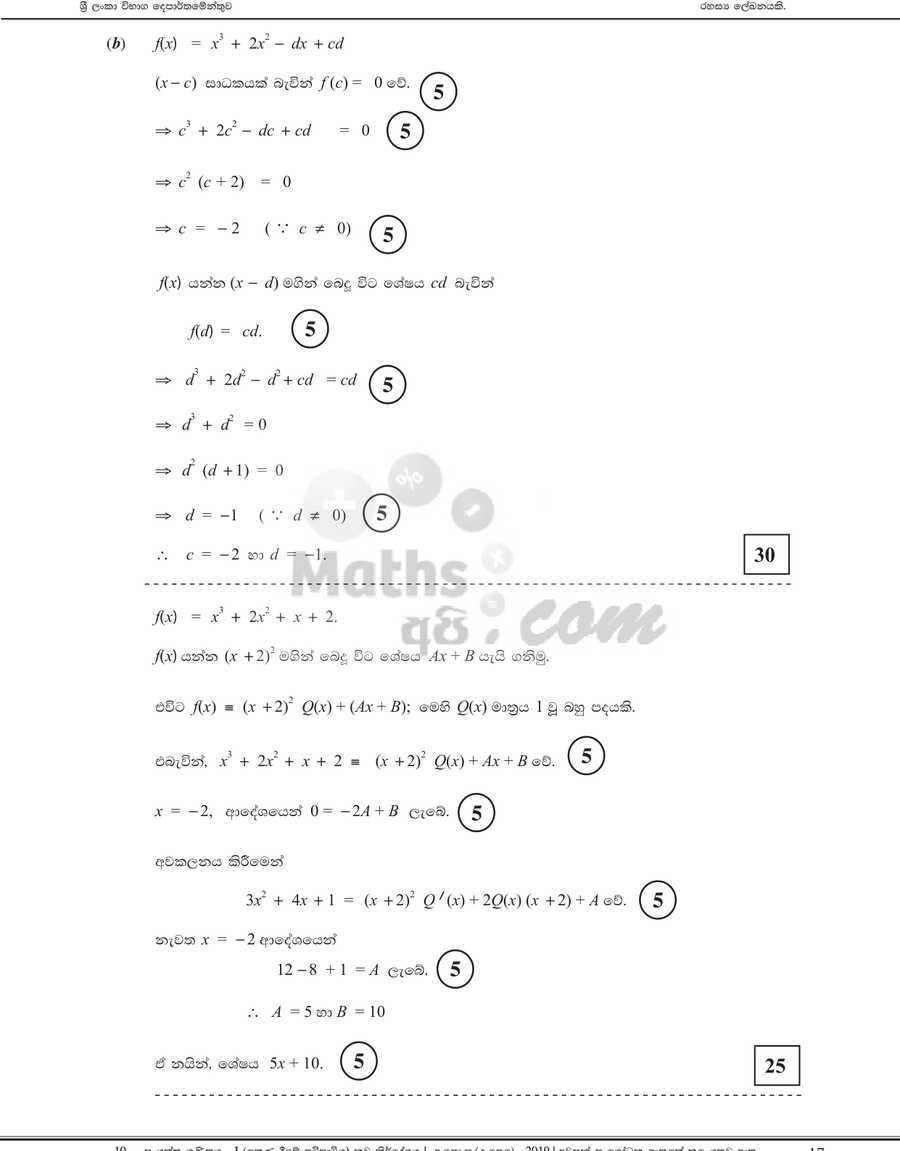 ශ්‍රී ලංකා විභාග දෙපාර්තමේන්තුව රහස්‍ය ලේඛනයකි.
(b) f(x) = x³ + 2x² − dx + cd
(x − c) සාධකයක් බැවින් f (c) = 0 වේ. 5
⇒ c³ + 2c² − dc + cd = 0 5
⇒ c² (c + 2) = 0
⇒ c = − 2 ( ∵ c ≠ 0) 5
f(x) යන්න (x − d) මගින් බෙදූ විට ශේෂය cd බැවින්
f(d) = cd. 5
⇒ d³ + 2d² − d² + cd = cd 5
⇒ d³ + d² = 0
⇒ d² (d + 1) = 0
⇒ d = −1 ( ∵ d ≠ 0) 5
∴ c = −2 හා d = −1. 30
Maths
අපි .com
f(x) = x³ + 2x² + x + 2.
f(x) යන්න (x + 2)² මගින් බෙදූ විට ශේෂය Ax + B යැයි ගනිමු.
එවිට f(x) ≡ (x + 2)² Q(x) + (Ax + B); මෙහි Q(x) මාත්‍රය 1 වූ බහු පදයකි.
එබැවින්, x³ + 2x² + x + 2 ≡ (x + 2)² Q(x) + Ax + B වේ. 5
x = −2, ආදේශයෙන් 0 = −2A + B ලැබේ. 5
අවකලනය කිරීමෙන්
3x² + 4x + 1 = (x + 2)² Q ′(x) + 2Q(x) (x + 2) + A වේ. 5
නැවත x = −2 ආදේශයෙන්
12 − 8 + 1 = A ලැබේ. 5
∴ A = 5 හා B = 10
ඒ නයින්, ශේෂය 5x + 10. 5
25